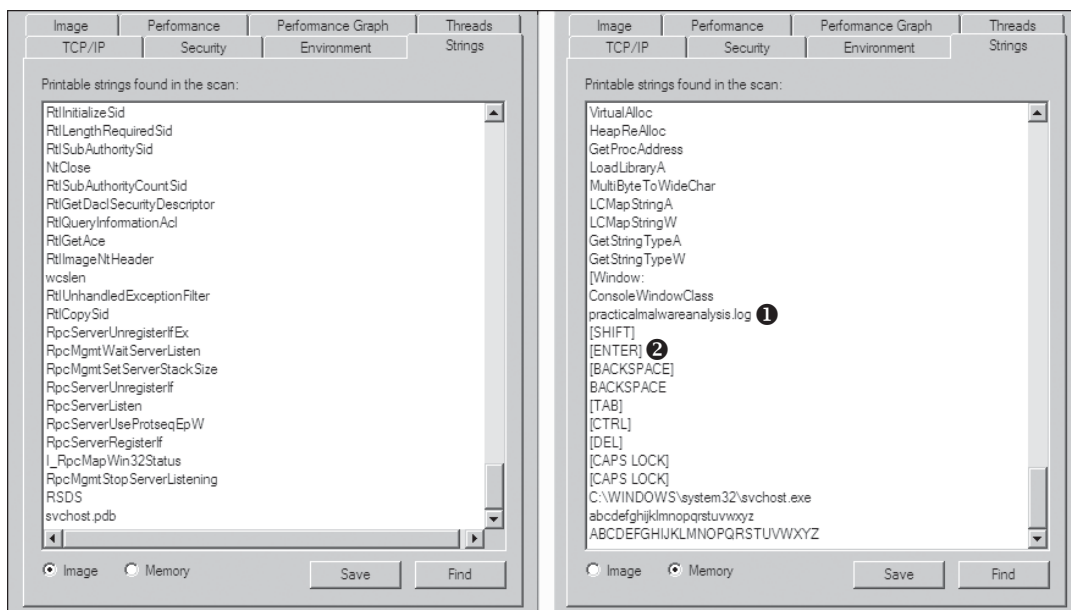 Image Performance Performance Graph Threads
TCP/IP Security Environment Strings
Printable strings found in the scan:
RtlInitializeSid
RtlLengthRequiredSid
RtlSubAuthoritySid
NtClose
RtlSubAuthorityCountSid
RtlGetDaclSecurityDescriptor
RtlQueryInformationAcl
RtlGetAce
RtlImageNtHeader
wcslen
RtlUnhandledExceptionFilter
RtlCopySid
RpcServerUnregisterIfEx
RpcMgmtWaitServerListen
RpcMgmtSetServerStackSize
RpcServerUnregisterIf
RpcServerListen
RpcServerUseProtseqEpW
RpcServerRegisterIf
I_RpcMapWin32Status
RpcMgmtStopServerListening
RSDS
svchost.pdb
Image Memory Save Find
Image Performance Performance Graph Threads
TCP/IP Security Environment Strings
Printable strings found in the scan:
VirtualAlloc
HeapReAlloc
GetProcAddress
LoadLibraryA
MultiByteToWideChar
LCMapStringA
LCMapStringW
GetStringTypeA
GetStringTypeW
[Window:
ConsoleWindowClass
practicalmalwareanalysis.log ❶
[SHIFT]
[ENTER] ❷
[BACKSPACE]
BACKSPACE
[TAB]
[CTRL]
[DEL]
[CAPS LOCK]
[CAPS LOCK]
C:\WINDOWS\system32\svchost.exe
abcdefghijklmnopqrstuvwxyz
ABCDEFGHIJKLMNOPQRSTUVWXYZ
Image Memory Save Find